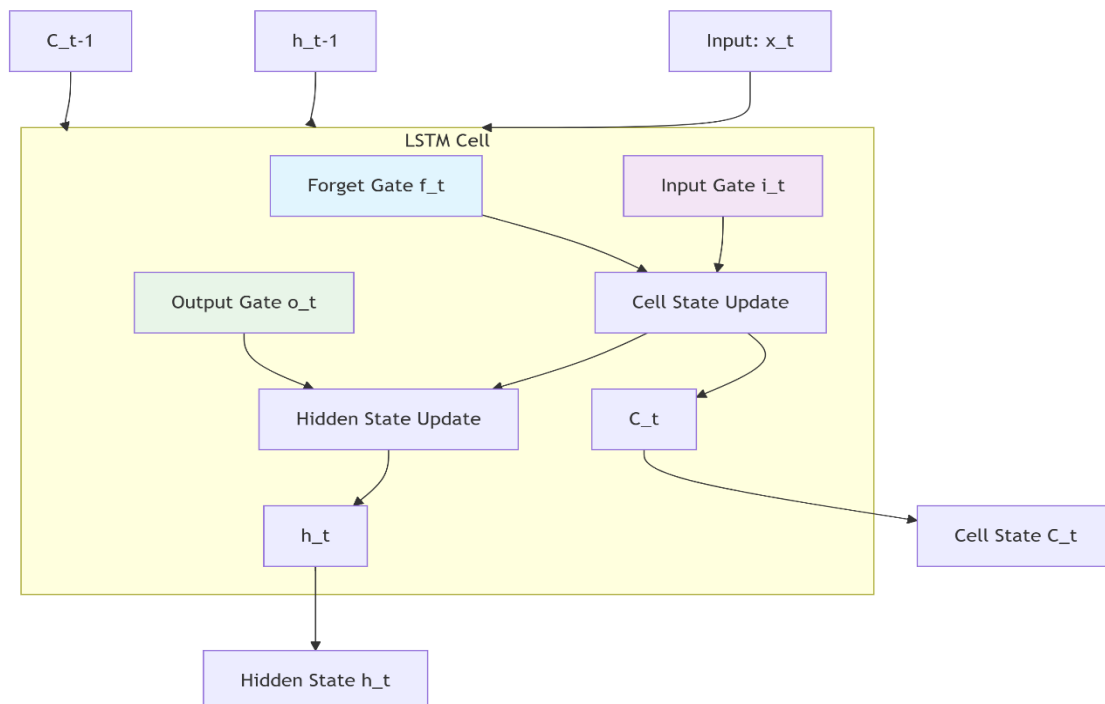 C_t-1
h_t-1
Input: x_t
LSTM Cell
Forget Gate f_t
Input Gate i_t
Output Gate o_t
Cell State Update
Hidden State Update
C_t
h_t
Cell State C_t
Hidden State h_t